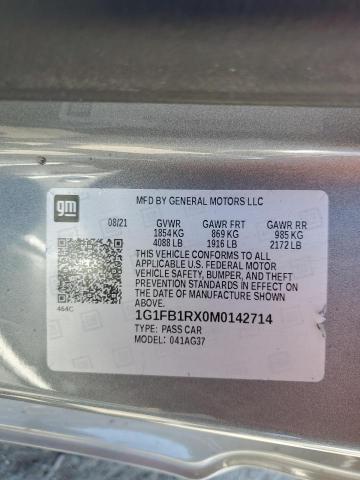 gm
MFD BY GENERAL MOTORS LLC
08/21 GVWR GAWR FRT GAWR RR
1854 KG 869 KG 985 KG
4088 LB 1916 LB 2172 LB
THIS VEHICLE CONFORMS TO ALL
APPLICABLE U.S. FEDERAL MOTOR
VEHICLE SAFETY, BUMPER, AND THEFT
PREVENTION STANDARDS IN EFFECT ON
THE DATE OF MANUFACTURE SHOWN
ABOVE.
464C
1G1FB1RX0M0142714
TYPE: PASS CAR
MODEL: 041AG37